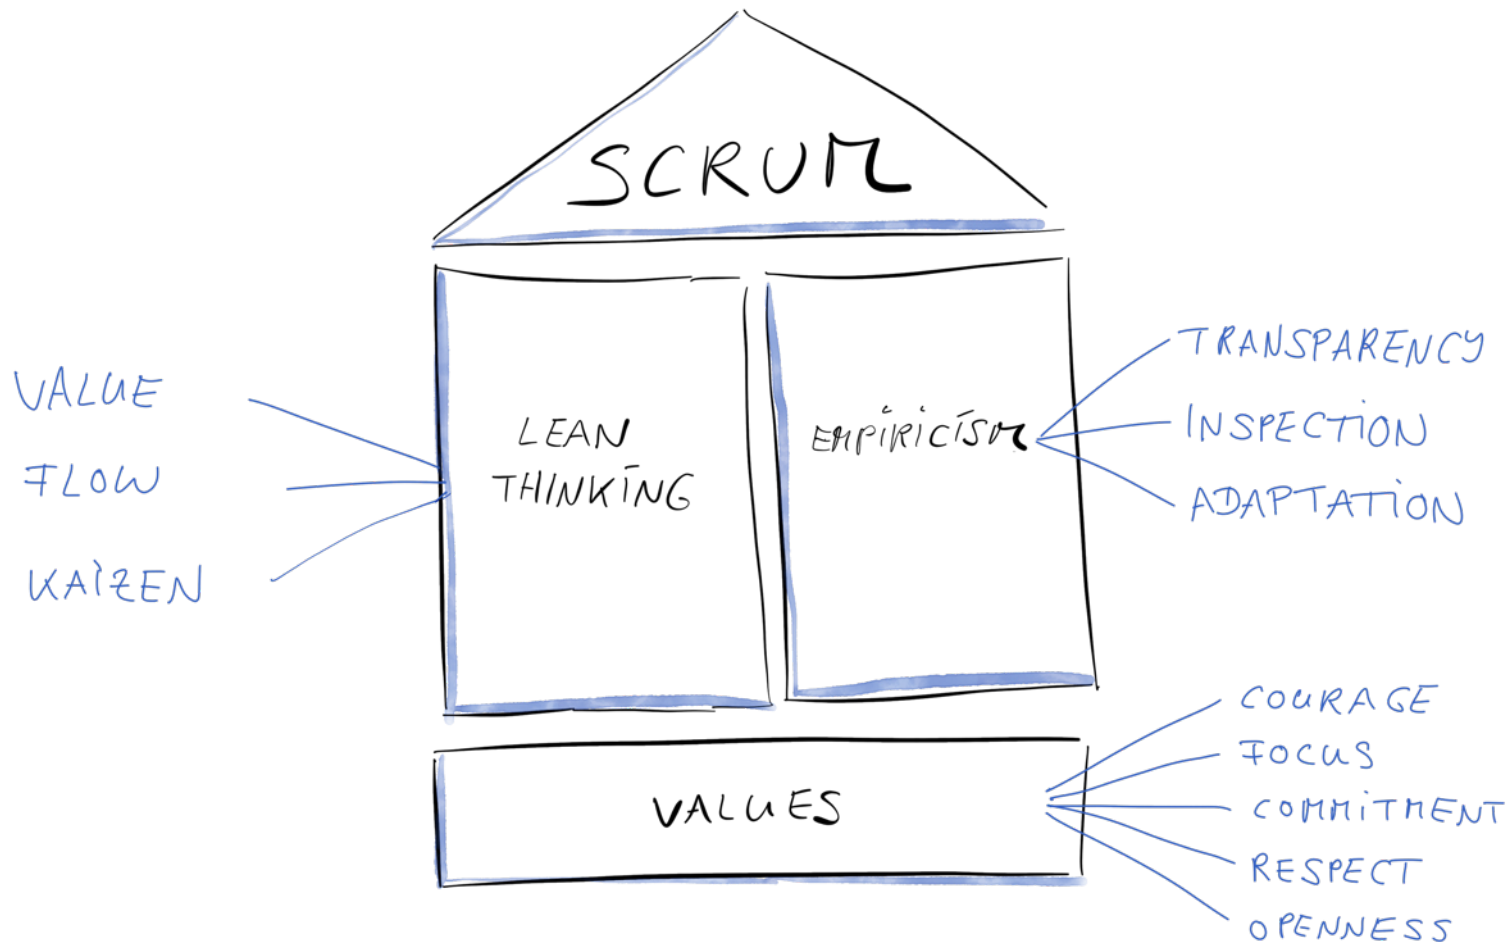 SCRUM
VALUE
FLOW
KAIZEN
LEAN
THINKING
EMPIRICISM
TRANSPARENCY
INSPECTION
ADAPTATION
VALUES
COURAGE
FOCUS
COMMITMENT
RESPECT
OPENNESS